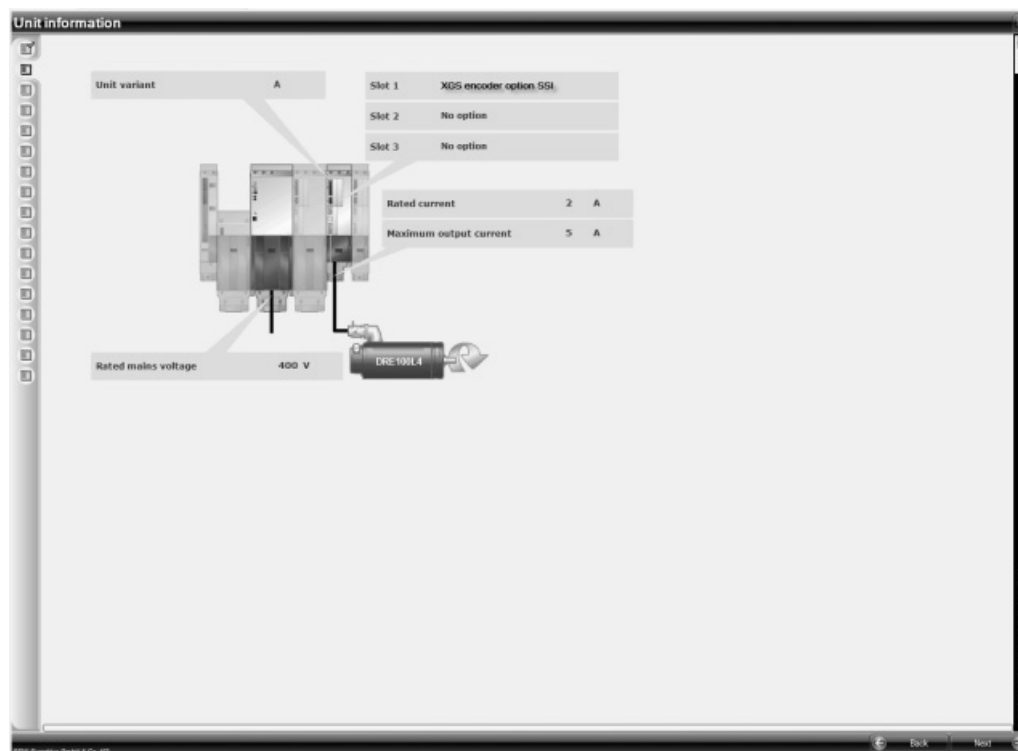 Unit information
Unit variant A
Slot 1 XGS encoder option SSI
Slot 2 No option
Slot 3 No option
Rated current 2 A
Maximum output current 5 A
Rated mains voltage 400 V
DRE100L4
Back Next